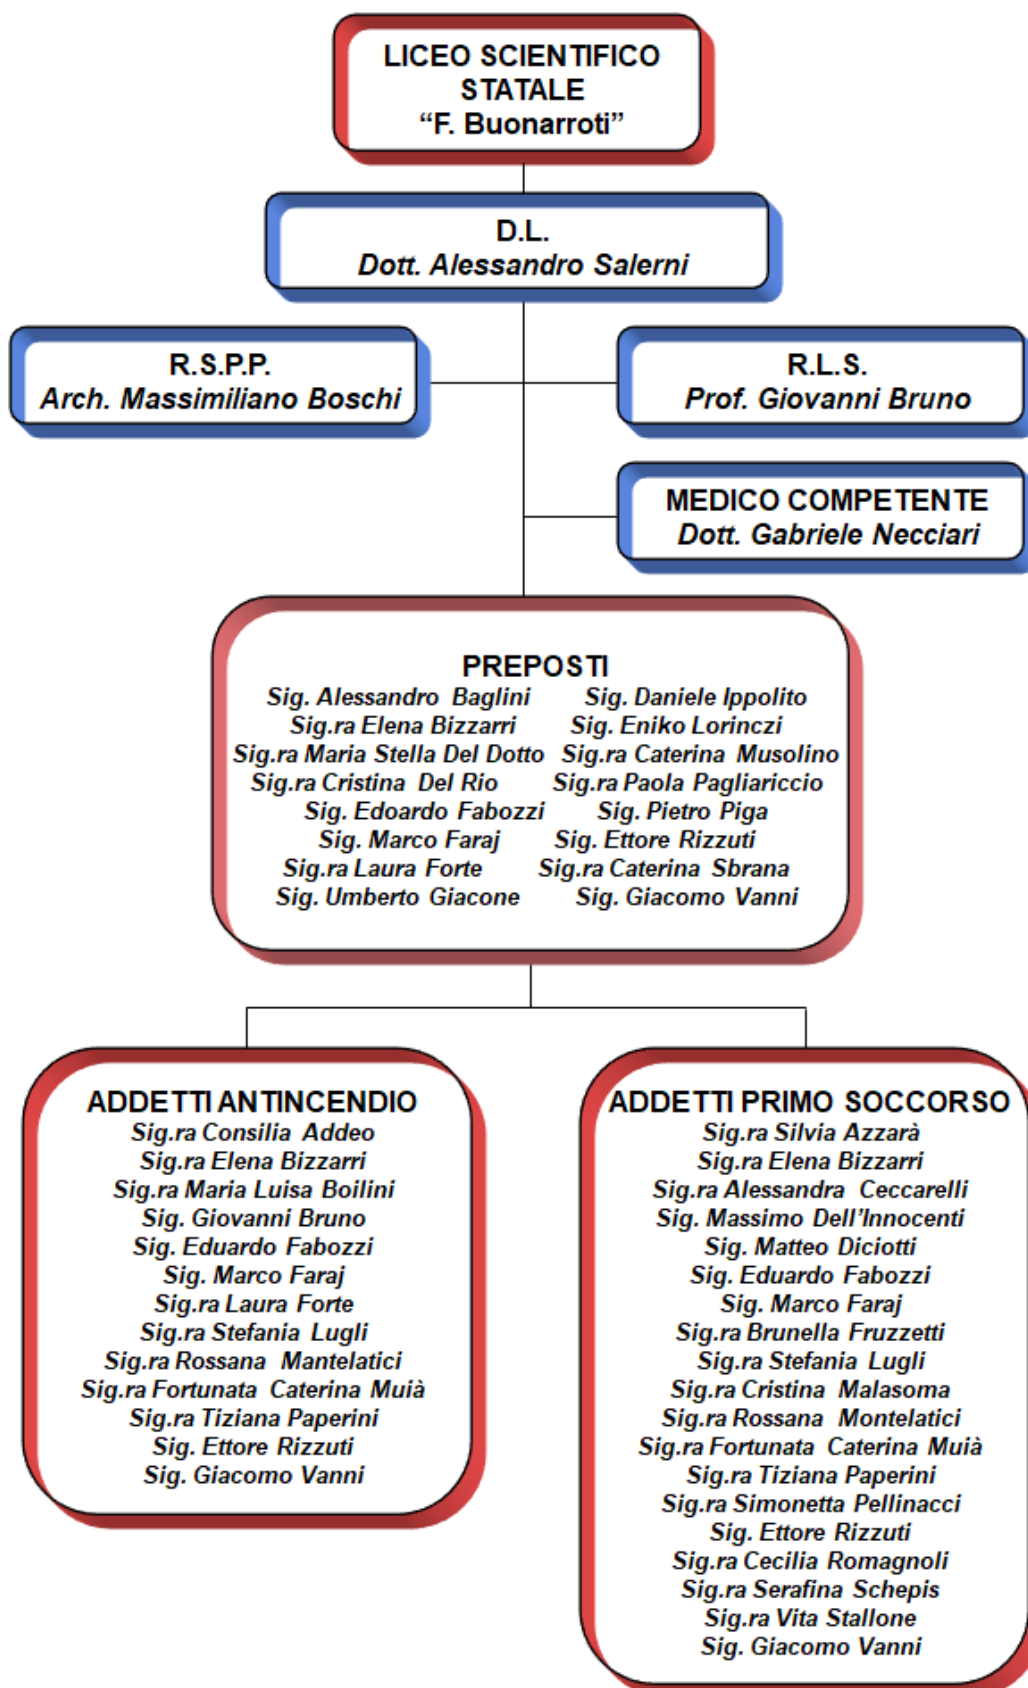 LICEO SCIENTIFICO
STATALE
“F. Buonarroti”
D.L.
Dott. Alessandro Salerni
R.S.P.P.
Arch. Massimiliano Boschi
R.L.S.
Prof. Giovanni Bruno
MEDICO COMPETENTE
Dott. Gabriele Necciari
PREPOSTI
Sig. Alessandro Baglini Sig. Daniele Ippolito
Sig.ra Elena Bizzarri Sig. Eniko Lorinczi
Sig.ra Maria Stella Del Dotto Sig.ra Caterina Musolino
Sig.ra Cristina Del Rio Sig.ra Paola Pagliariccio
Sig. Edoardo Fabozzi Sig. Pietro Piga
Sig. Marco Faraj Sig. Ettore Rizzuti
Sig.ra Laura Forte Sig.ra Caterina Sbrana
Sig. Umberto Giacone Sig. Giacomo Vanni
ADDETTI ANTINCENDIO
Sig.ra Consilia Addeo
Sig.ra Elena Bizzarri
Sig.ra Maria Luisa Boilini
Sig. Giovanni Bruno
Sig. Eduardo Fabozzi
Sig. Marco Faraj
Sig.ra Laura Forte
Sig.ra Stefania Lugli
Sig.ra Rossana Mantelatici
Sig.ra Fortunata Caterina Muià
Sig.ra Tiziana Paperini
Sig. Ettore Rizzuti
Sig. Giacomo Vanni
ADDETTI PRIMO SOCCORSO
Sig.ra Silvia Azzarà
Sig.ra Elena Bizzarri
Sig.ra Alessandra Ceccarelli
Sig. Massimo Dell’Innocenti
Sig. Matteo Diciotti
Sig. Eduardo Fabozzi
Sig. Marco Faraj
Sig.ra Brunella Fruzzetti
Sig.ra Stefania Lugli
Sig.ra Cristina Malasoma
Sig.ra Rossana Montelatici
Sig.ra Fortunata Caterina Muià
Sig.ra Tiziana Paperini
Sig.ra Simonetta Pellinacci
Sig. Ettore Rizzuti
Sig.ra Cecilia Romagnoli
Sig.ra Serafina Schepis
Sig.ra Vita Stallone
Sig. Giacomo Vanni